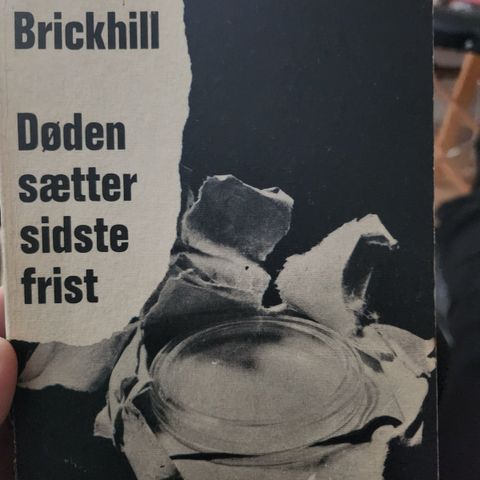 Brickhill
Døden
sætter
sidste
frist